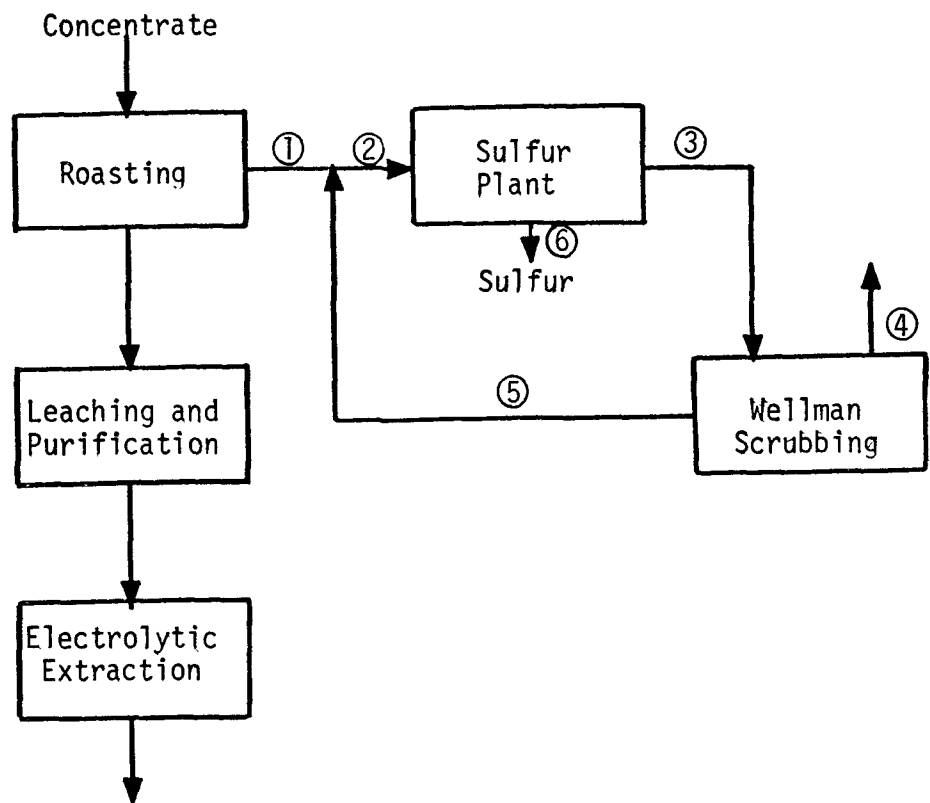 Concentrate
Roasting
①
②
Sulfur
Plant
③
⑥
Sulfur
④
Leaching and
Purification
⑤
Wellman
Scrubbing
Electrolytic
Extraction